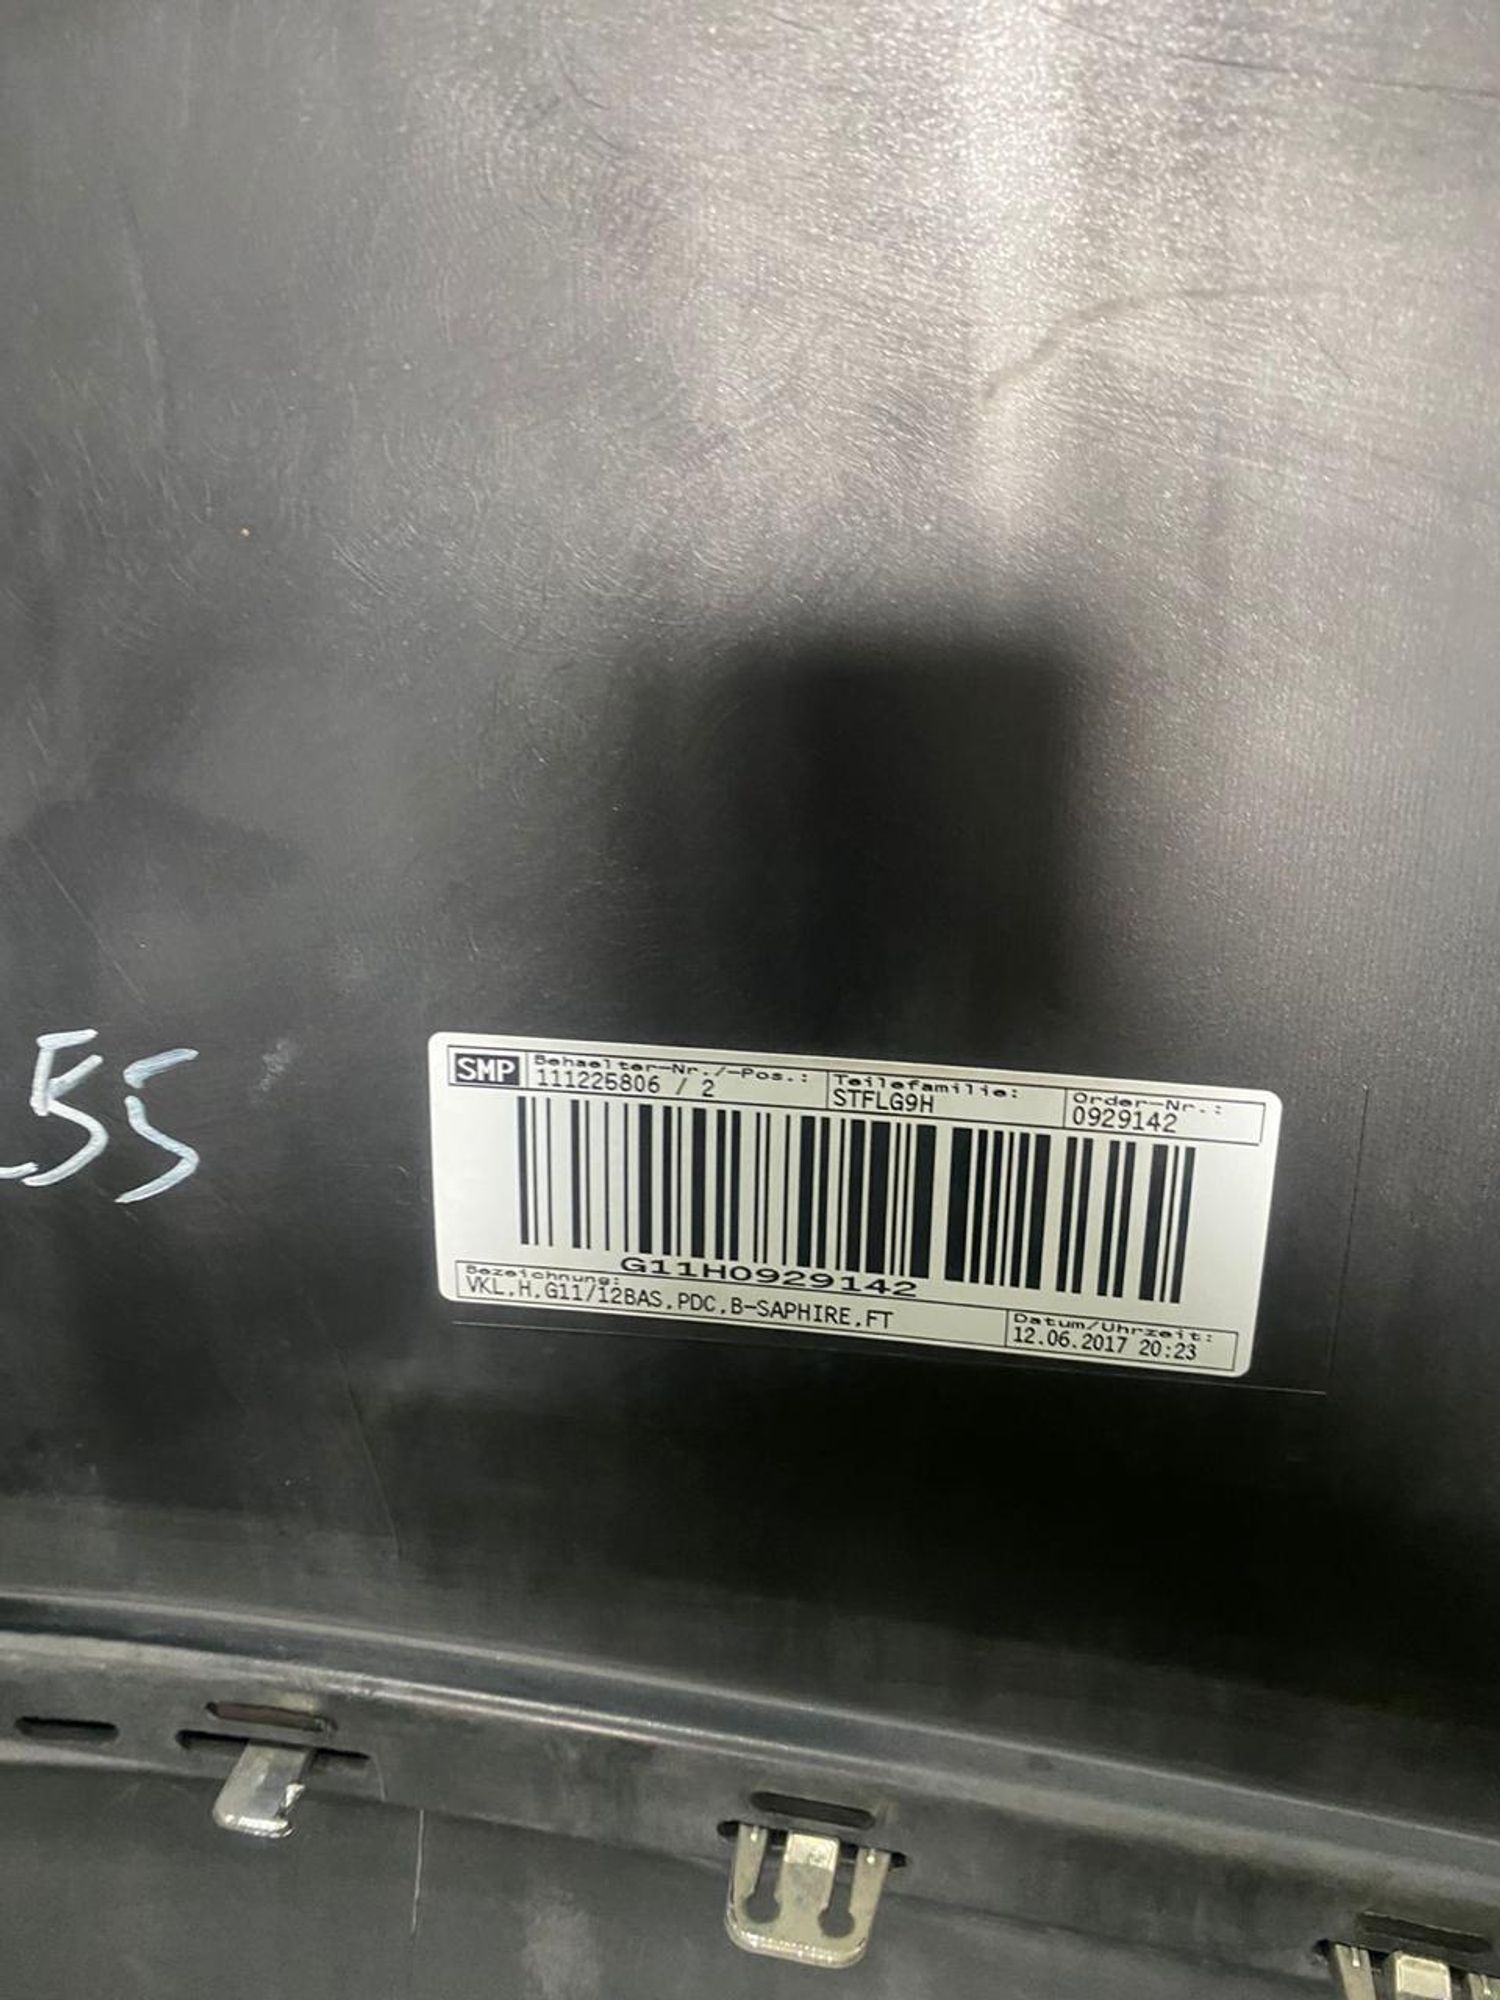 SMP
Behaelter-Nr./-Pos.:
111225806 / 2
Teilefamilie:
STFLG9H
Order-Nr.:
0929142
G11H0929142
Bezeichnung:
VKL.H.G11/12BAS.PDC.B-SAPHIRE.FT
Datum/Uhrzeit:
12.06.2017 20:23
55